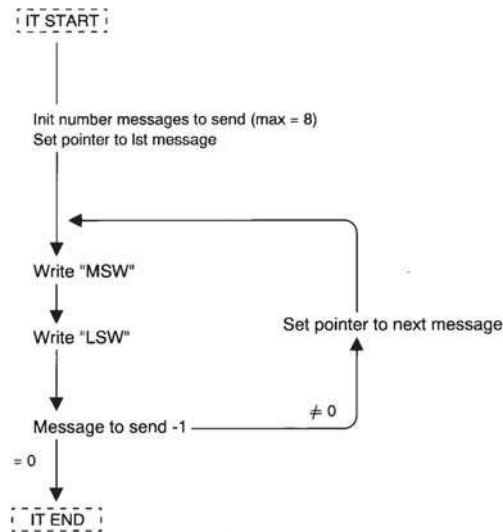 IT START
Init number messages to send (max = 8)
Set pointer to lst message
Write "MSW"
Set pointer to next message
Write "LSW"
≠ 0
Message to send -1
= 0
IT END